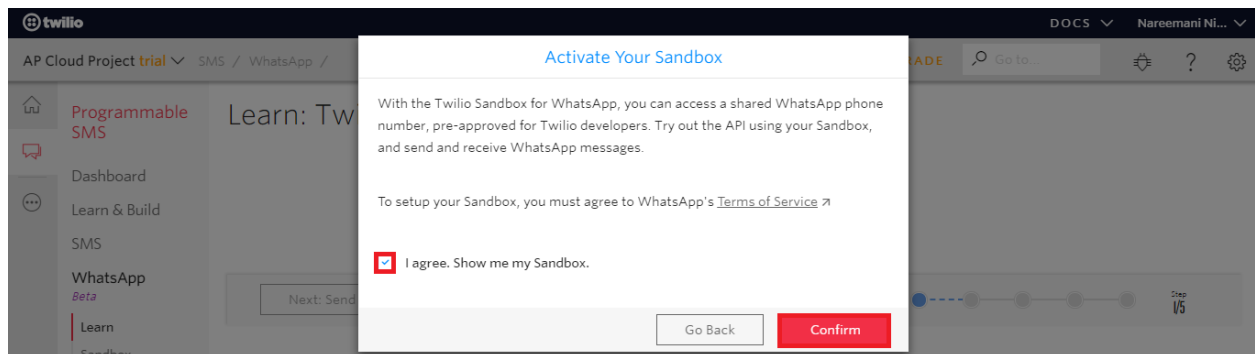 twilio
DOCS
Nareemani Ni...
AP Cloud Project trial
SMS / WhatsApp /
ADE
Go to...
?
Programmable
SMS
Dashboard
Learn & Build
SMS
WhatsApp
Beta
Learn
Sandbox
Learn: Tw
Next: Send
Step
1/5
Activate Your Sandbox
With the Twilio Sandbox for WhatsApp, you can access a shared WhatsApp phone
number, pre-approved for Twilio developers. Try out the API using your Sandbox,
and send and receive WhatsApp messages.
To setup your Sandbox, you must agree to WhatsApp's Terms of Service
I agree. Show me my Sandbox.
Go Back
Confirm